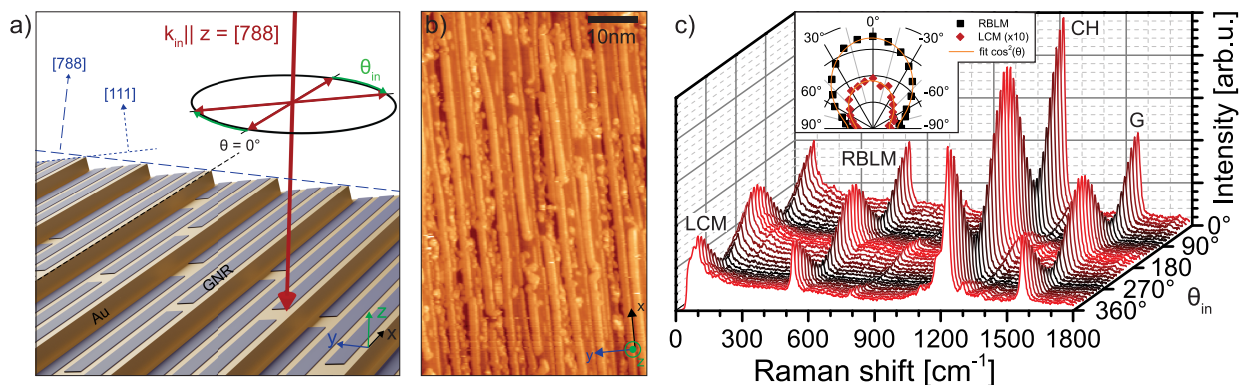 a)
k_in|| z = [788]
[788]
[111]
θ_in
θ = 0°
GNR
Au
z
x
y
b)
10nm
x
y
z
c)
0°
30°
-30°
60°
-60°
90°
-90°
RBLM
LCM (x10)
fit cos²(θ)
CH
G
RBLM
LCM
Intensity [arb.u.]
0°
90°
180
270°
360°
θ_in
0 300 600 900 1200 1500 1800
Raman shift [cm⁻¹]